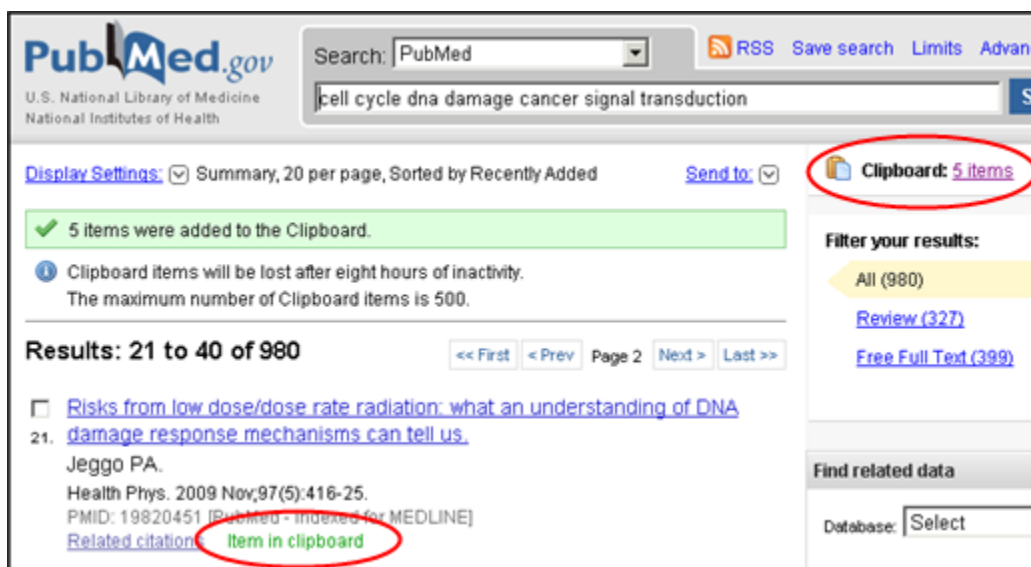 PubMed.gov
U.S. National Library of Medicine
National Institutes of Health
Search: PubMed
RSS Save search Limits Advan
cell cycle dna damage cancer signal transduction
S
Display Settings: Summary, 20 per page, Sorted by Recently Added
Send to:
5 items were added to the Clipboard.
Clipboard items will be lost after eight hours of inactivity.
The maximum number of Clipboard items is 500.
Results: 21 to 40 of 980
<< First < Prev Page 2 Next > Last >>
21.
Risks from low dose/dose rate radiation: what an understanding of DNA
damage response mechanisms can tell us.
Jeggo PA.
Health Phys. 2009 Nov;97(5):416-25.
PMID: 19820451 [PubMed - indexed for MEDLINE]
Related citations Item in clipboard
Clipboard: 5 items
Filter your results:
All (980)
Review (327)
Free Full Text (399)
Find related data
Database: Select